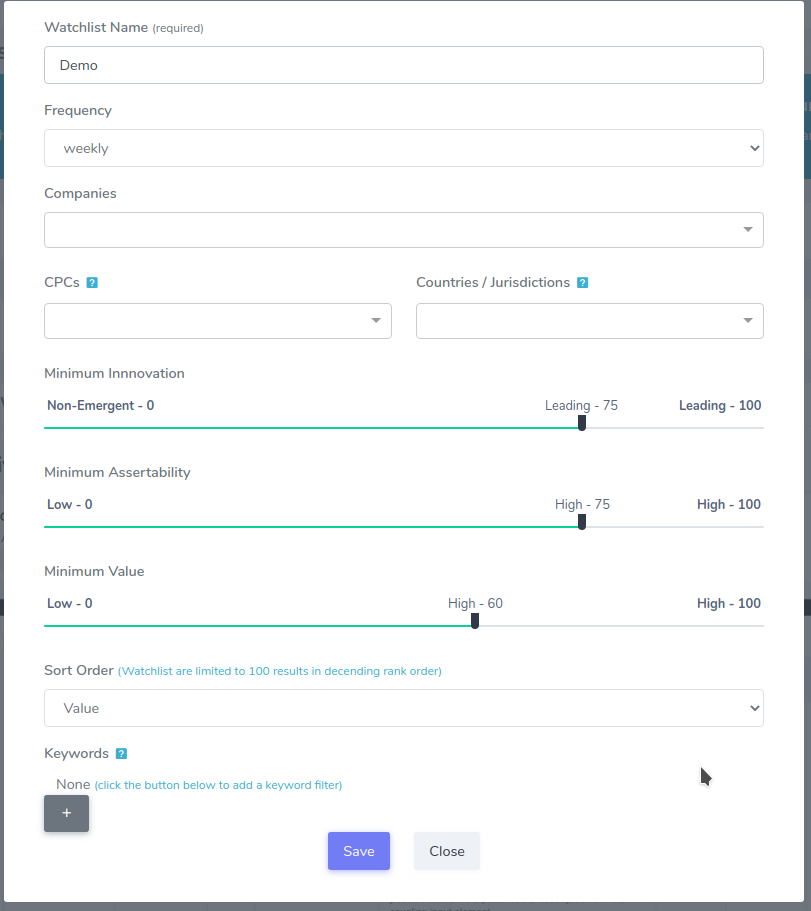 Watchlist Name (required)
Demo
Frequency
weekly
Companies
CPCs ?
Countries / Jurisdictions ?
Minimum Innnovation
Non-Emergent - 0
Leading - 75
Leading - 100
Minimum Assertability
Low - 0
High - 75
High - 100
Minimum Value
Low - 0
High - 60
High - 100
Sort Order (Watchlist are limited to 100 results in decending rank order)
Value
Keywords ?
None (click the button below to add a keyword filter)
+
Save
Close